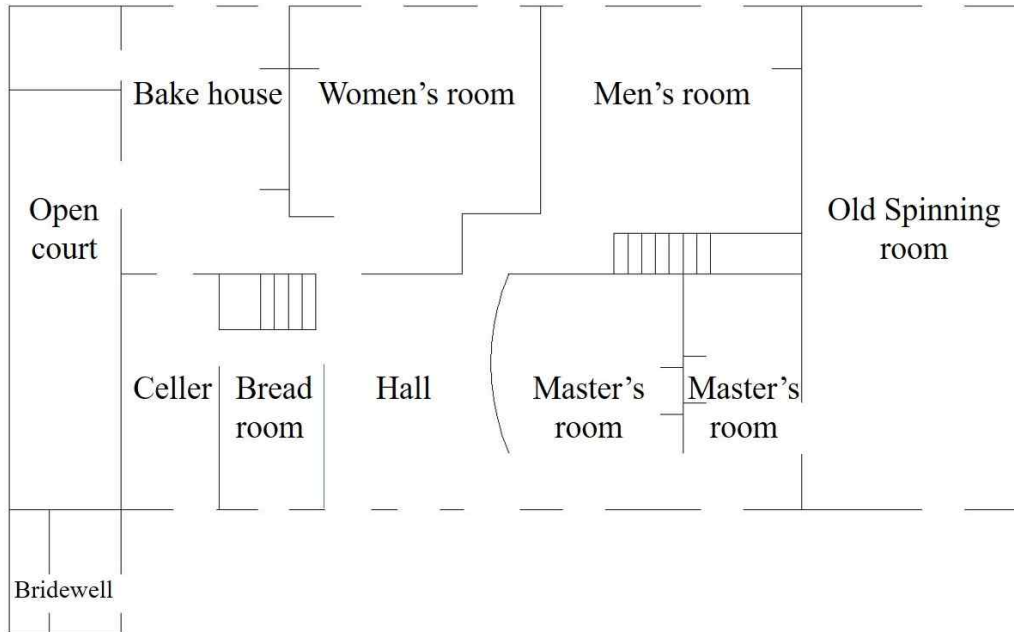 Bake house
Women’s room
Men’s room
Open
court
Old Spinning
room
Celler
Bread
room
Hall
Master’s
room
Master’s
room
Bridewell